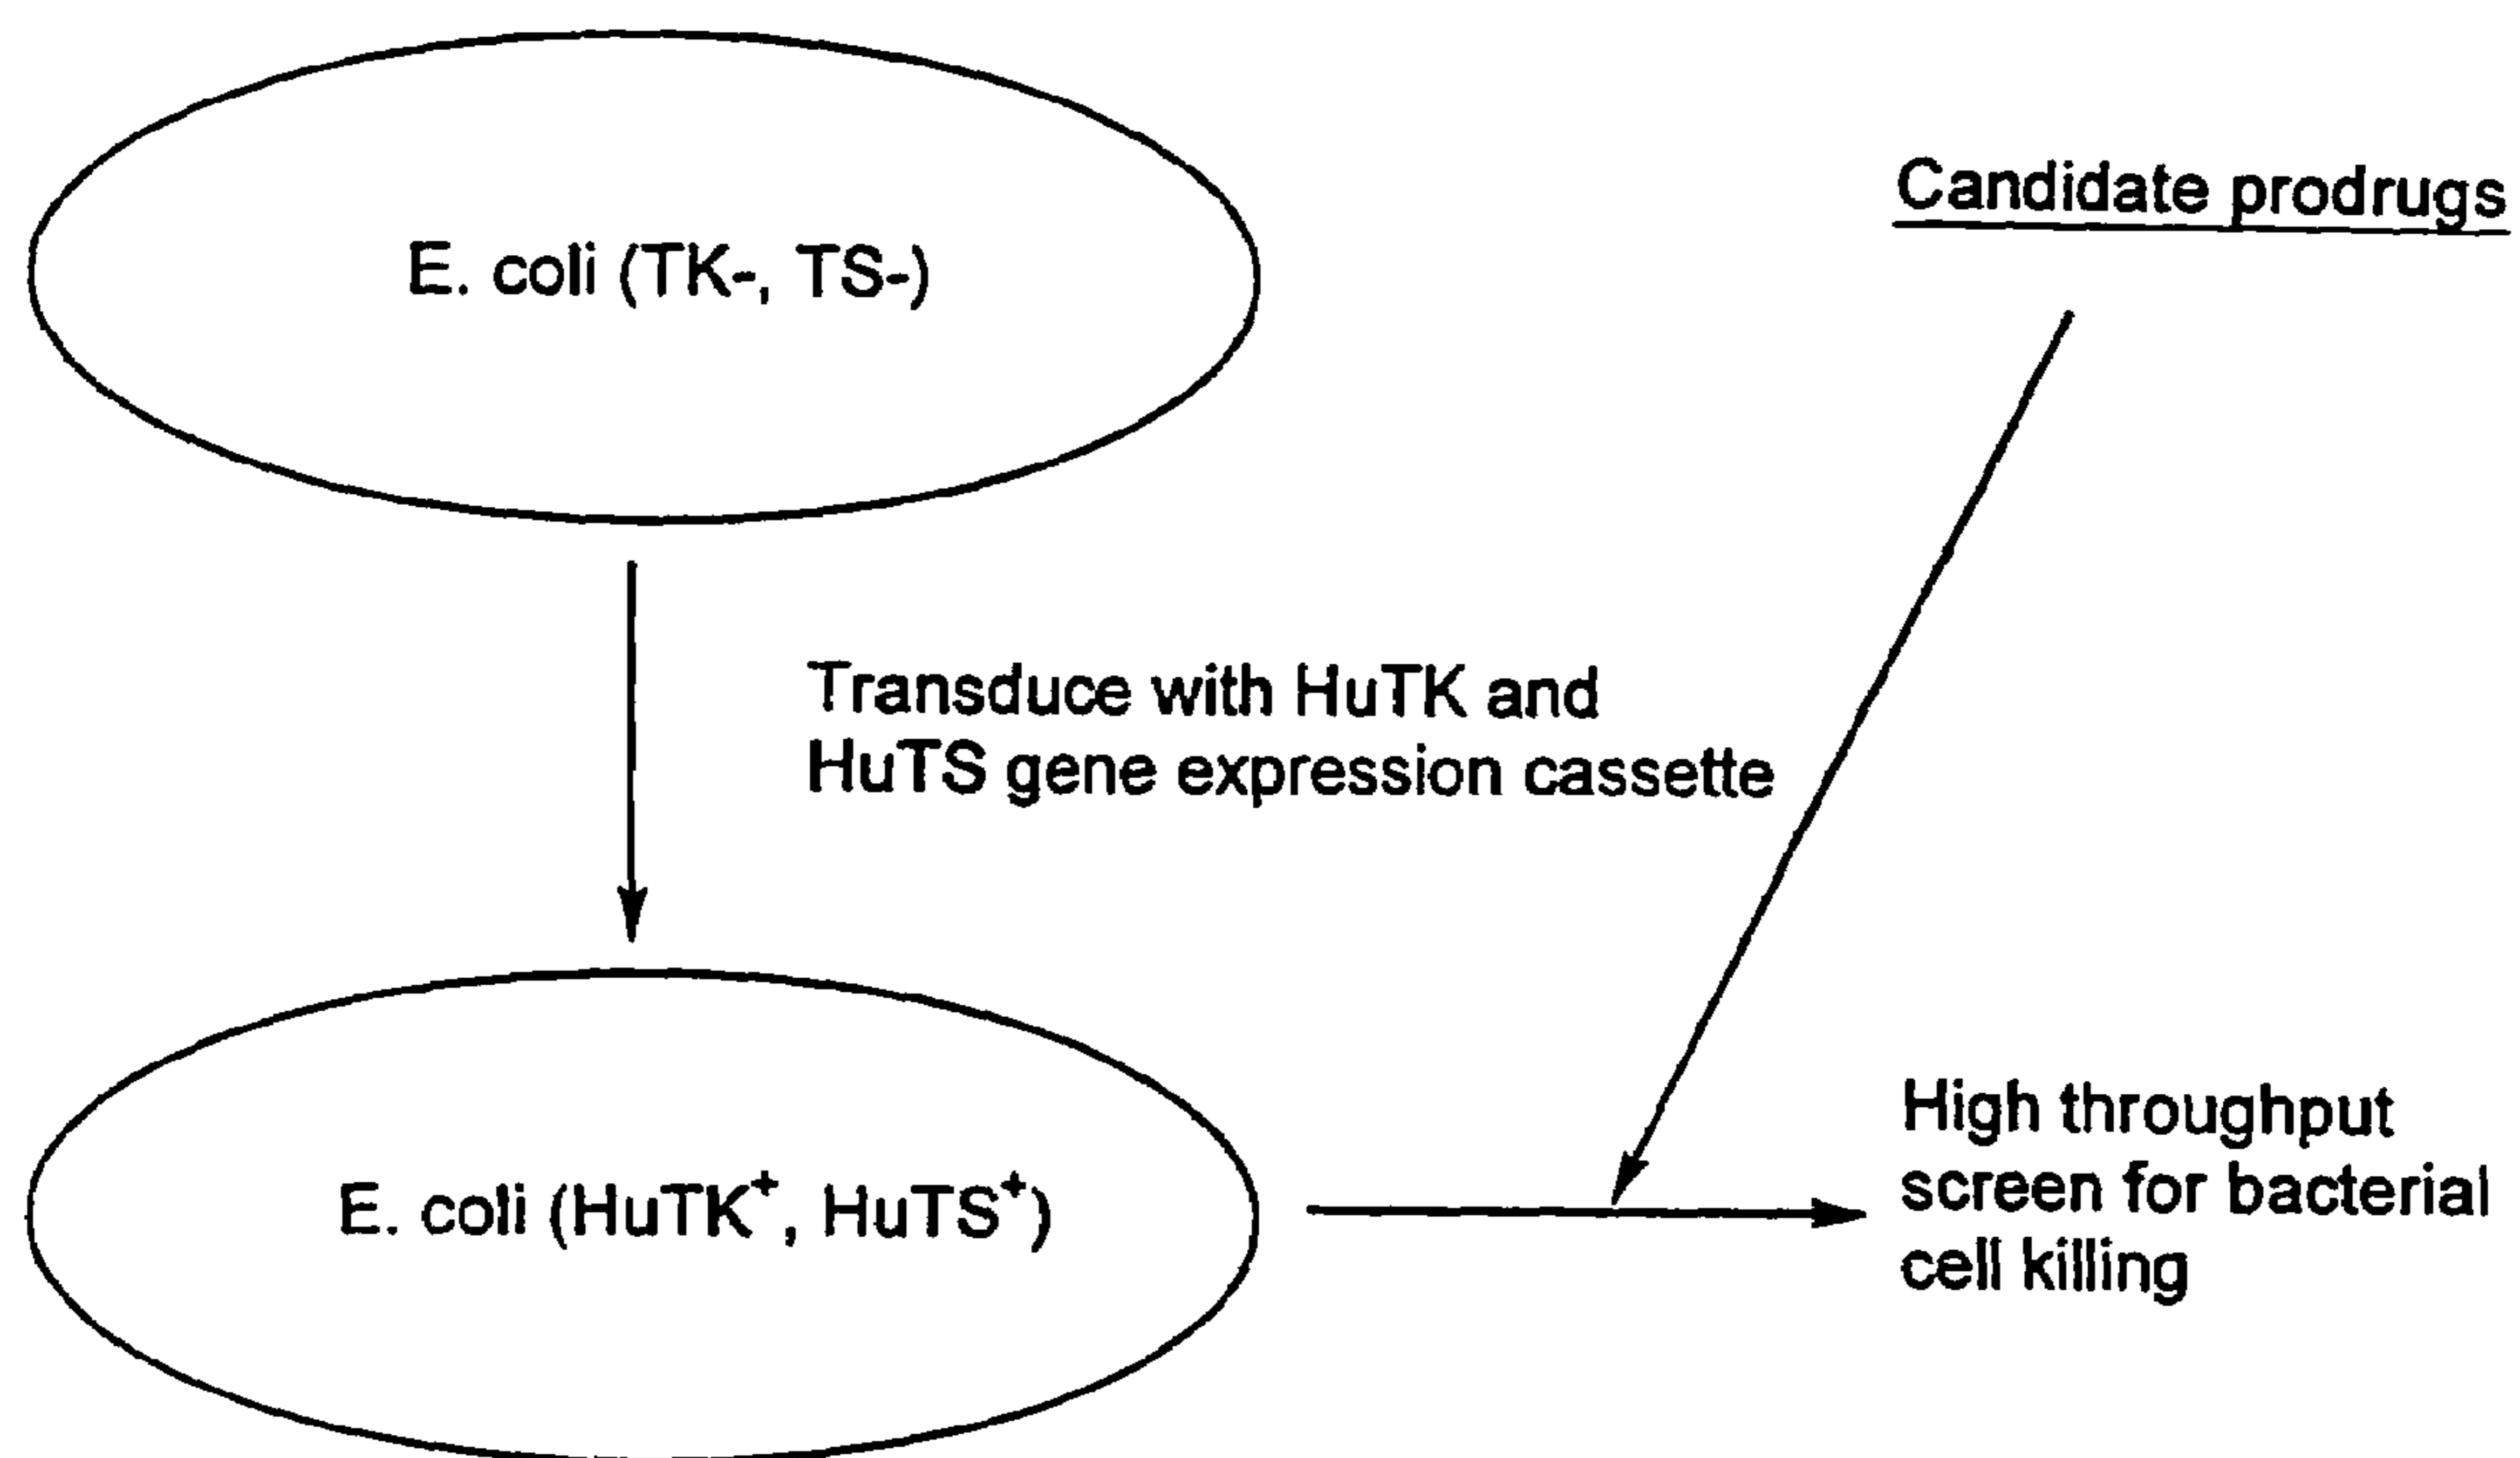 E. coli (TK-, TS-)
Candidate prodrugs
Transduce with HuTK and
HuTS gene expression cassette
E. coli (HuTK⁺, HuTS⁺)
High throughput
screen for bacterial
cell killing